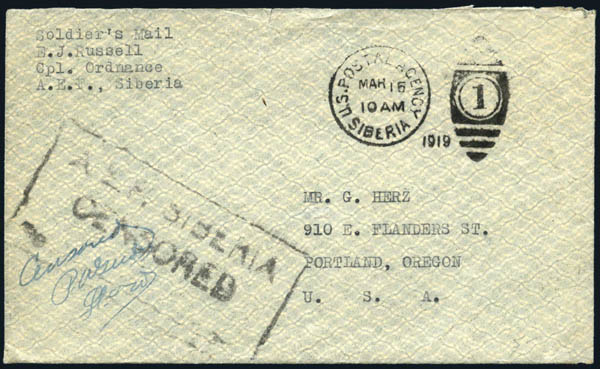 Soldier's Mail
E.J.Russell
Cpl. Ordnance
A.E.F., Siberia
U.S. POSTAL AGENCY
MAR 15
10 AM
SIBERIA
1919
1
A.E.F. SIBERIA
CENSORED
Censored
MR. G. HERZ
910 E. FLANDERS ST.
PORTLAND, OREGON
U. S. A.